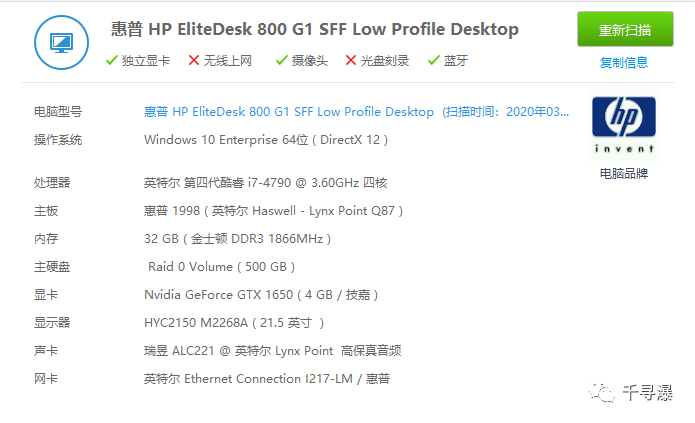 惠普 HP EliteDesk 800 G1 SFF Low Profile Desktop
重新扫描
独立显卡 无线上网 摄像头 光盘刻录 蓝牙
复制信息
电脑型号 惠普 HP EliteDesk 800 G1 SFF Low Profile Desktop (扫描时间：2020年03...
操作系统 Windows 10 Enterprise 64位 ( DirectX 12 )
hp
invent
电脑品牌
处理器 英特尔 第四代酷睿 i7-4790 @ 3.60GHz 四核
主板 惠普 1998 ( 英特尔 Haswell - Lynx Point Q87 )
内存 32 GB ( 金士顿 DDR3 1866MHz )
主硬盘 Raid 0 Volume ( 500 GB )
显卡 Nvidia GeForce GTX 1650 ( 4 GB / 技嘉 )
显示器 HYC2150 M2268A ( 21.5 英寸 )
声卡 瑞昱 ALC221 @ 英特尔 Lynx Point 高保真音频
网卡 英特尔 Ethernet Connection I217-LM / 惠普
千寻瀑